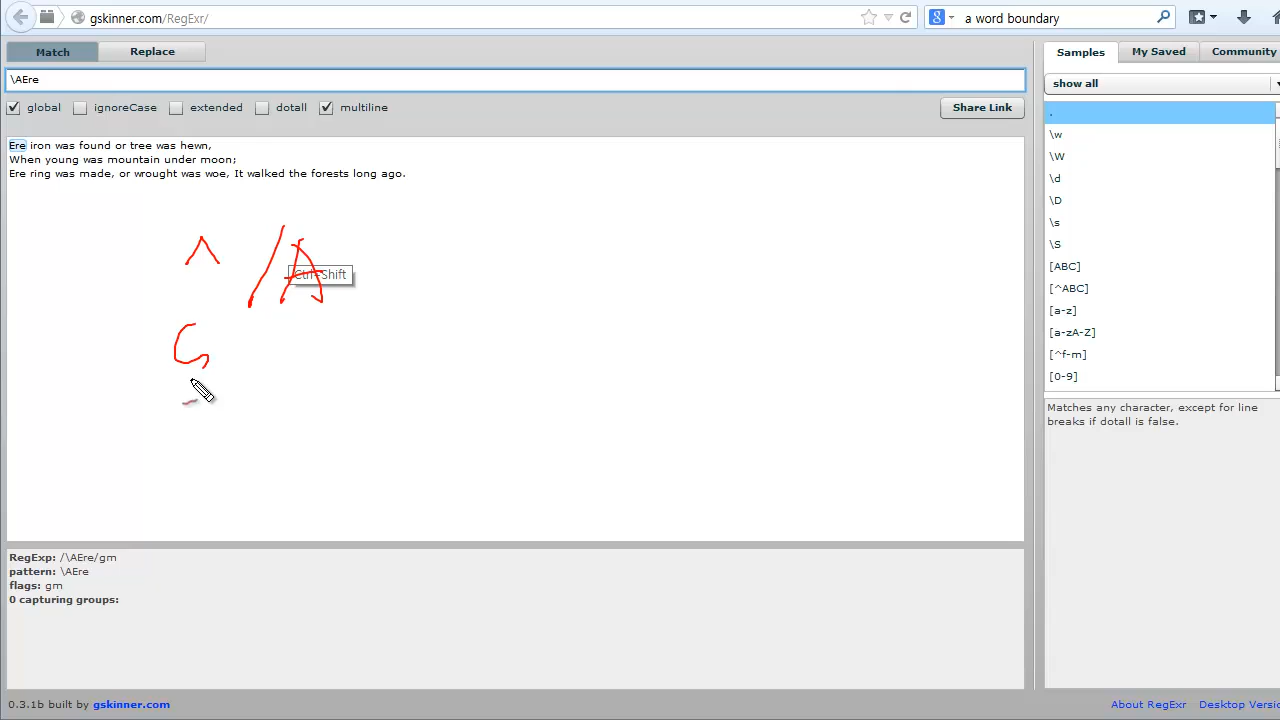 gskinner.com/RegExr/
a word boundary
Match Replace
Samples My Saved Community
\AEre
show all
global ignoreCase extended dotall multiline
Share Link
.
\w
\W
\d
\D
\s
\S
[ABC]
[^ABC]
[a-z]
[a-zA-Z]
[^f-m]
[0-9]
Ere iron was found or tree was hewn,
When young was mountain under moon;
Ere ring was made, or wrought was woe, It walked the forests long ago.
^ /A
Ctrl+Shift
G
Matches any character, except for line
breaks if dotall is false.
RegExp: /\AEre/gm
pattern: \AEre
flags: gm
0 capturing groups:
0.3.1b built by gskinner.com
About RegExr Desktop Versio